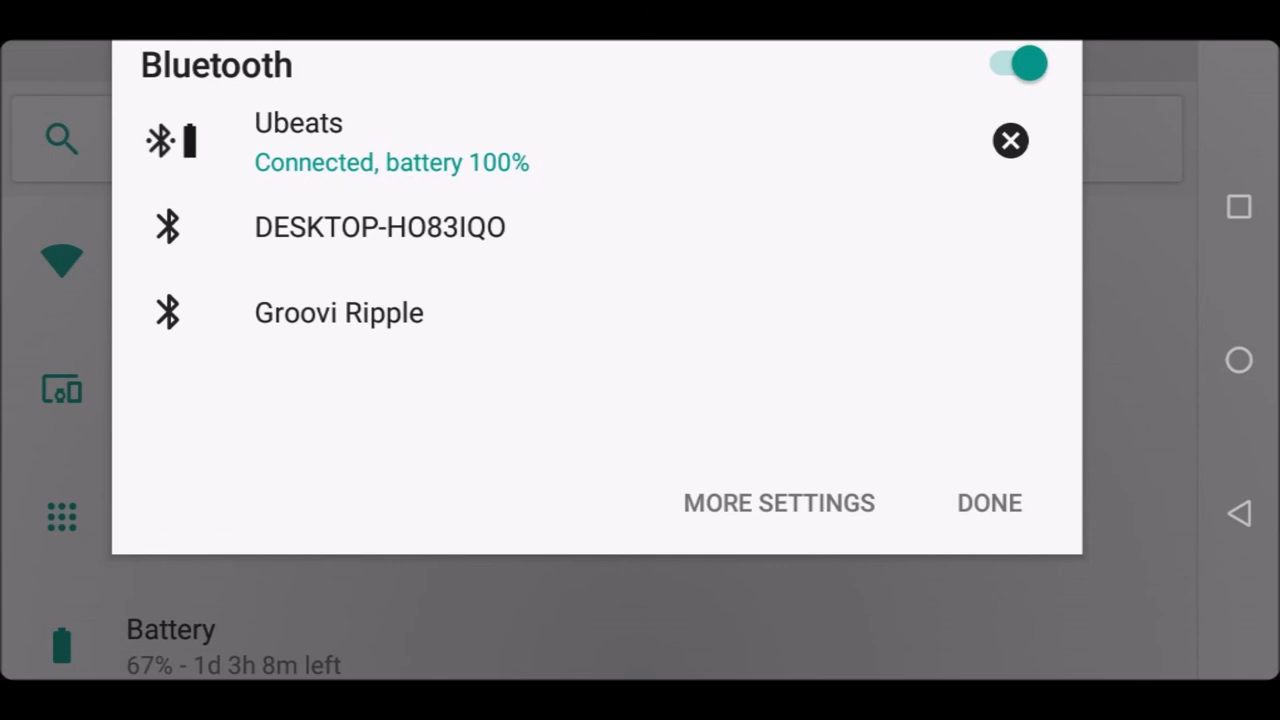 Bluetooth
Ubeats
Connected, battery 100%
DESKTOP-HO83IQO
Groovi Ripple
MORE SETTINGS
DONE
Battery
67% - 1d 3h 8m left